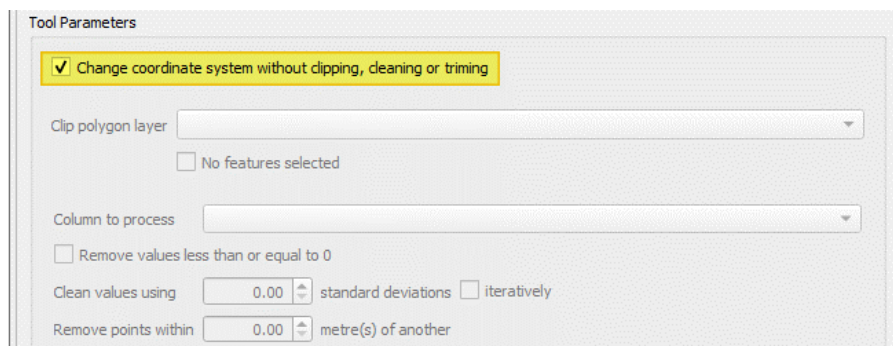 Tool Parameters
Change coordinate system without clipping, cleaning or triming
Clip polygon layer
No features selected
Column to process
Remove values less than or equal to 0
Clean values using 0.00 standard deviations iteratively
Remove points within 0.00 metre(s) of another